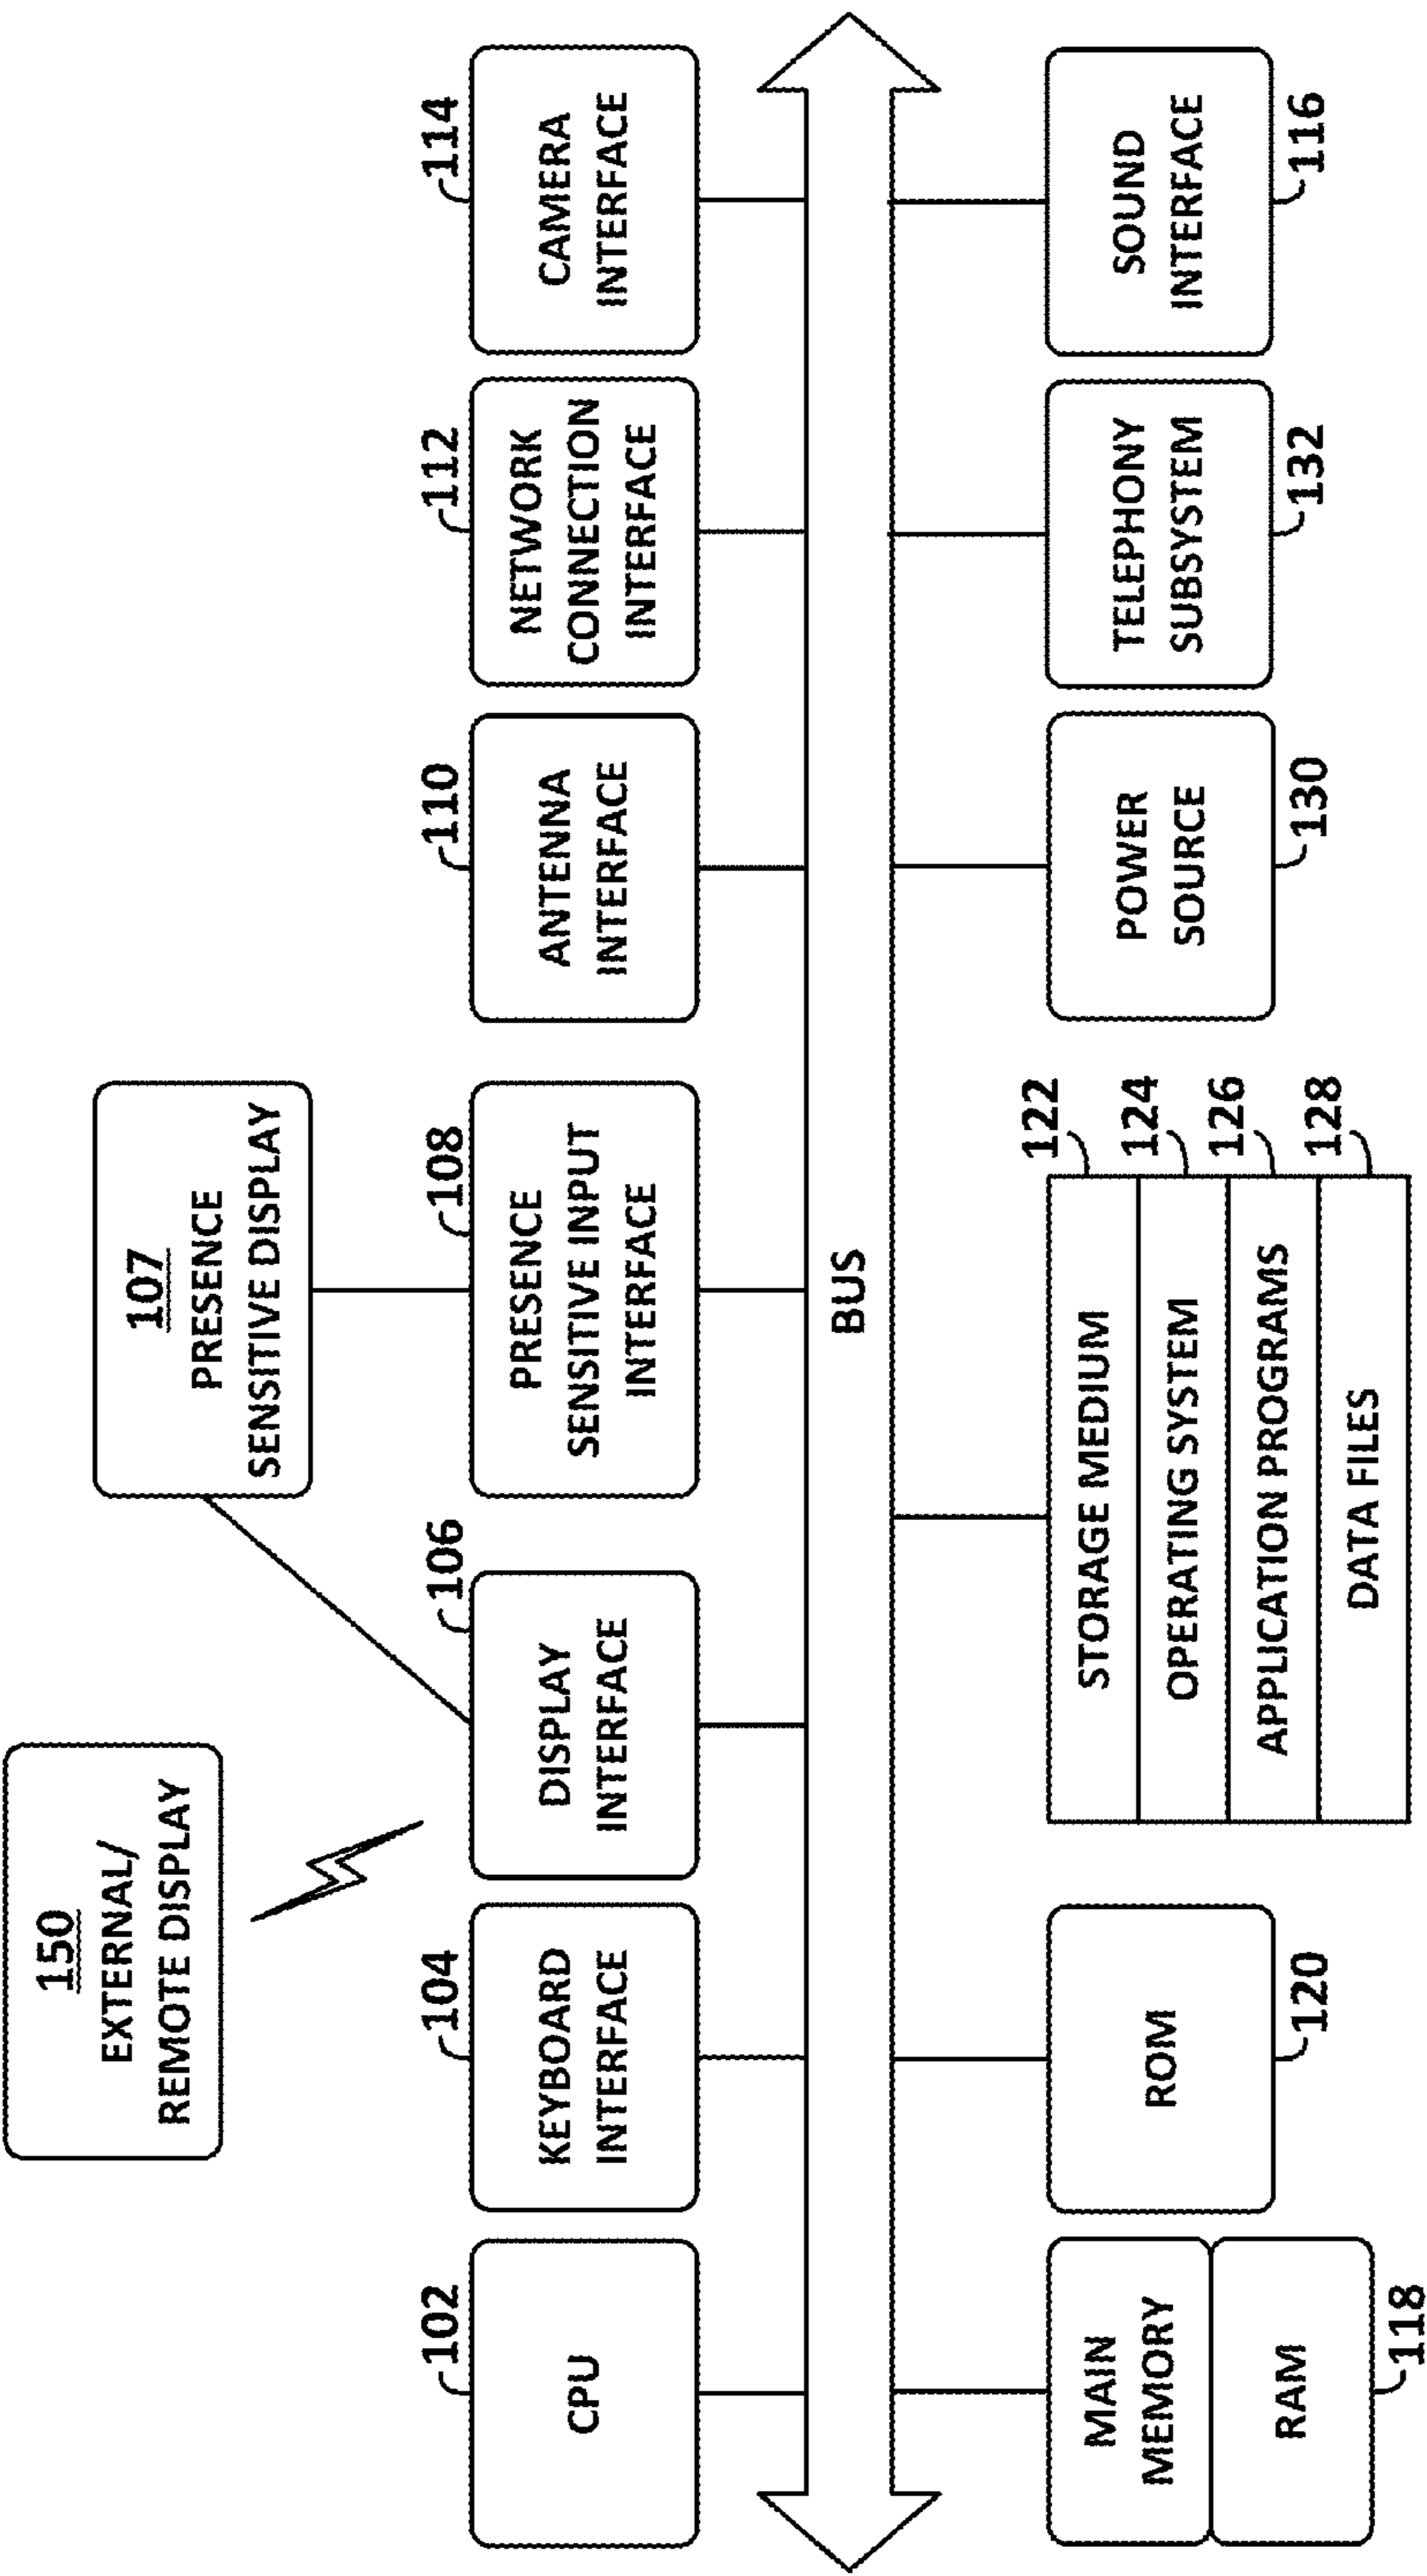 150
EXTERNAL/
REMOTE DISPLAY
107
PRESENCE
SENSITIVE DISPLAY
102
CPU
104
KEYBOARD
INTERFACE
106
DISPLAY
INTERFACE
108
PRESENCE
SENSITIVE INPUT
INTERFACE
110
ANTENNA
INTERFACE
112
NETWORK
CONNECTION
INTERFACE
114
CAMERA
INTERFACE
BUS
MAIN
MEMORY
RAM
118
ROM
120
STORAGE MEDIUM
122
OPERATING SYSTEM
124
APPLICATION PROGRAMS
126
DATA FILES
128
POWER
SOURCE
130
TELEPHONY
SUBSYSTEM
132
SOUND
INTERFACE
116